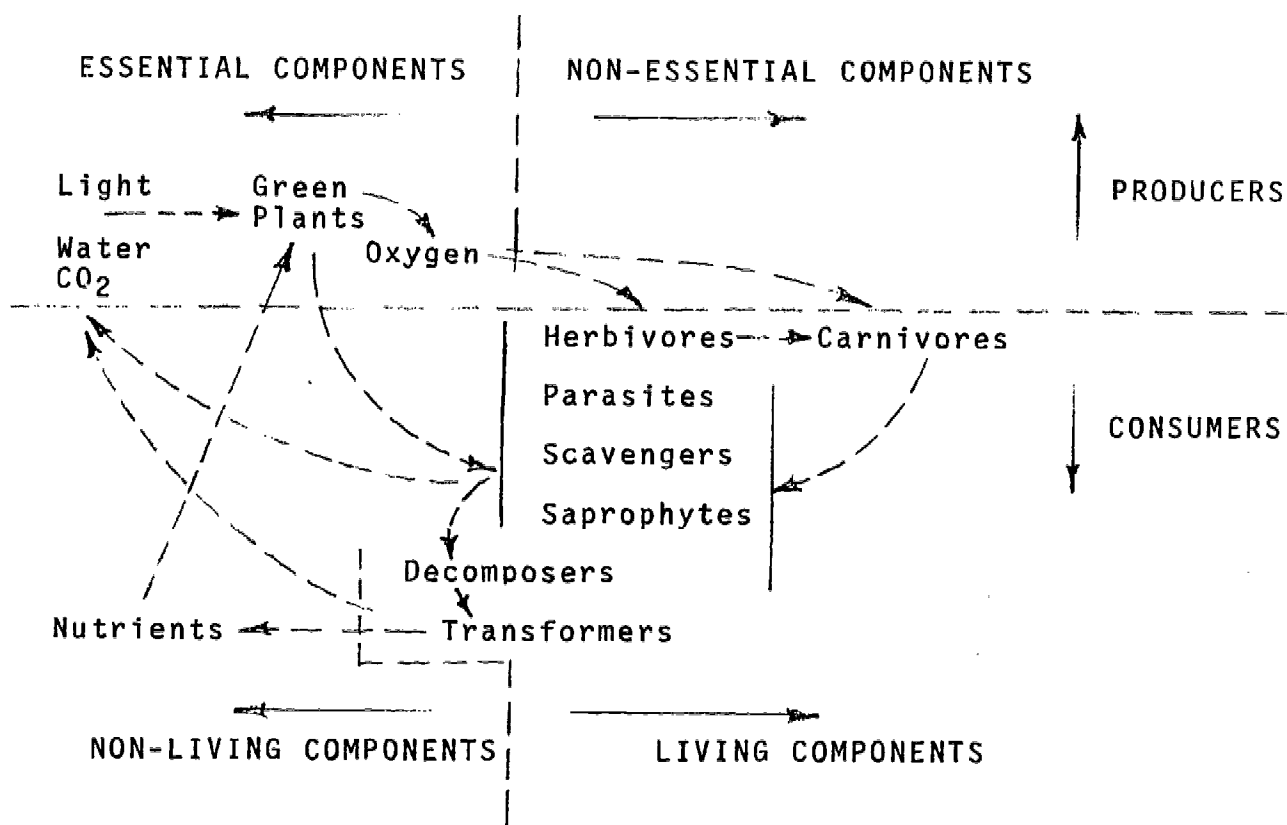 ESSENTIAL COMPONENTS
NON-ESSENTIAL COMPONENTS
Light
Green
Plants
PRODUCERS
Water
CO₂
Oxygen
Herbivores
Carnivores
Parasites
CONSUMERS
Scavengers
Saprophytes
Decomposers
Nutrients
Transformers
NON-LIVING COMPONENTS
LIVING COMPONENTS